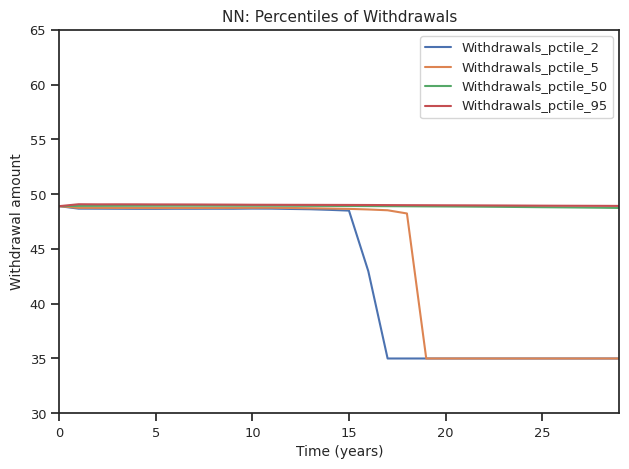 NN: Percentiles of Withdrawals
65
60
55
50
45
40
35
30
Withdrawal amount
Withdrawals_pctile_2
Withdrawals_pctile_5
Withdrawals_pctile_50
Withdrawals_pctile_95
0 5 10 15 20 25
Time (years)